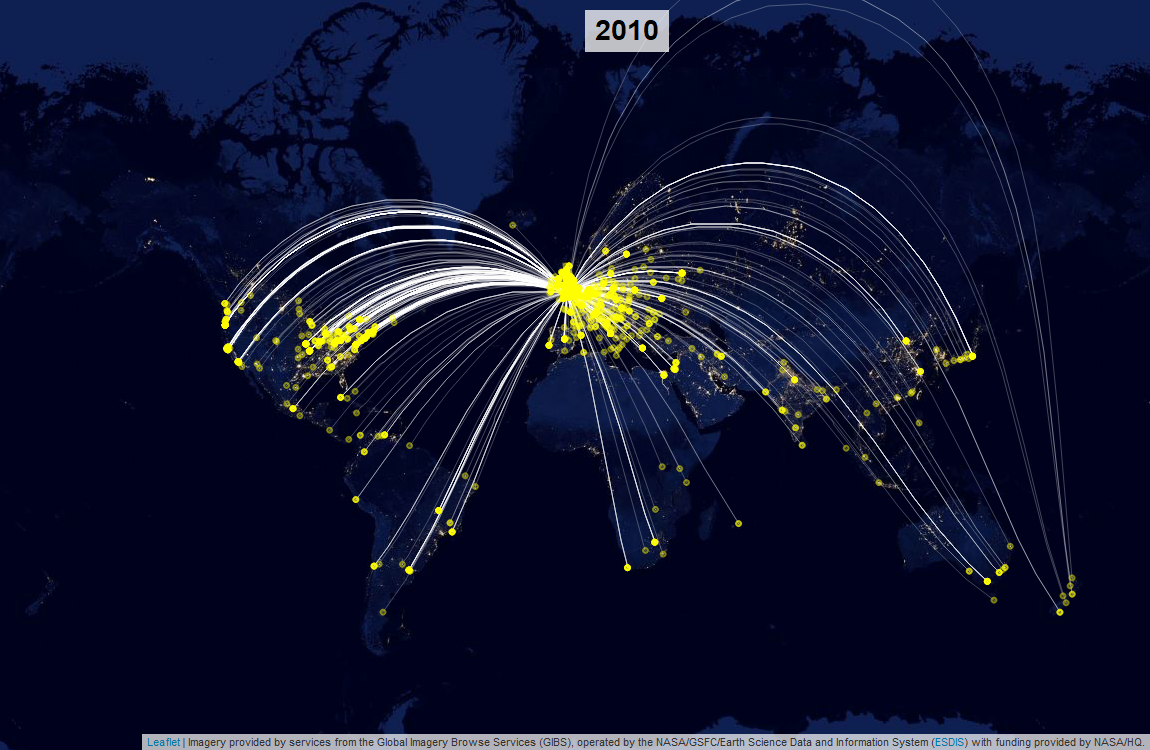 2010
Leaflet | Imagery provided by services from the Global Imagery Browse Services (GIBS), operated by the NASA/GSFC/Earth Science Data and Information System (ESDIS) with funding provided by NASA/HQ.